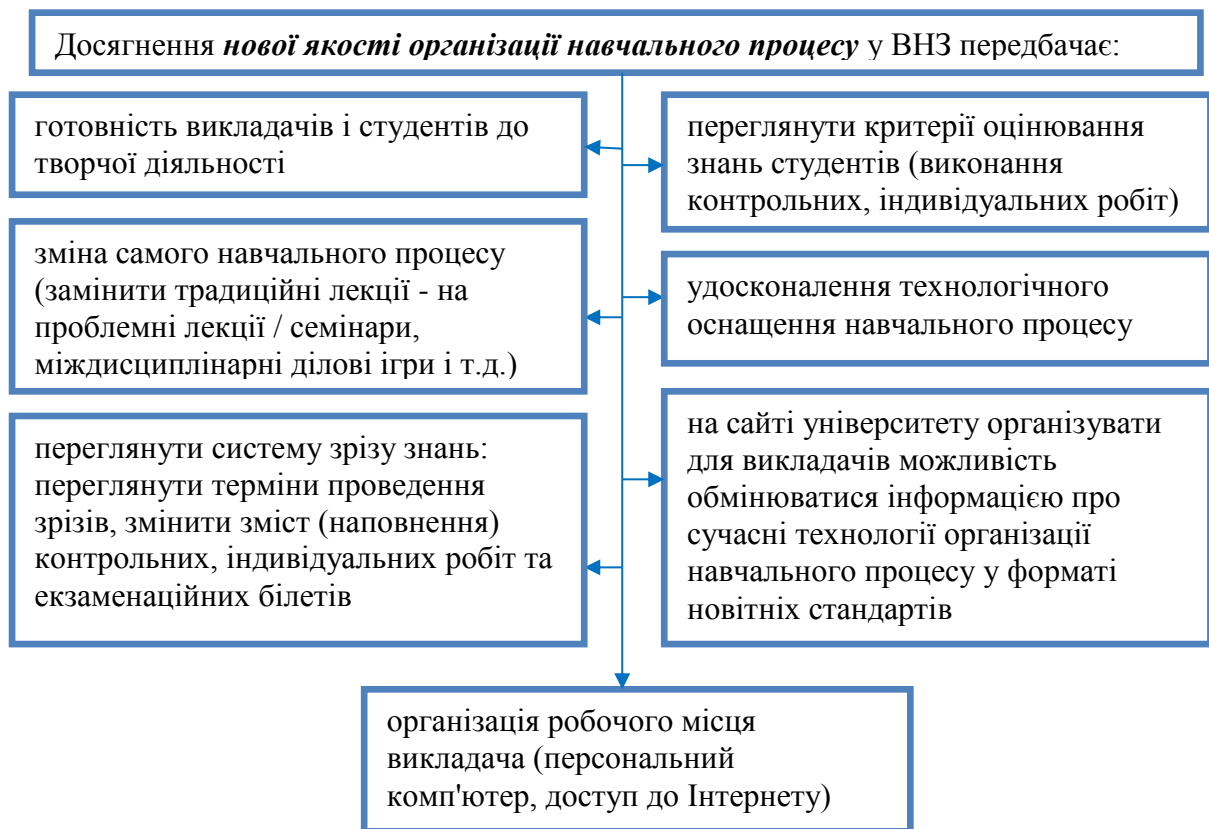 Досягнення нової якості організації навчального процесу у ВНЗ передбачає:
готовність викладачів і студентів до
творчої діяльності
переглянути критерії оцінювання
знань студентів (виконання
контрольних, індивідуальних робіт)
зміна самого навчального процесу
(замінити традиційні лекції - на
проблемні лекції / семінари,
міждисциплінарні ділові ігри і т.д.)
удосконалення технологічного
оснащення навчального процесу
переглянути систему зрізу знань:
переглянути терміни проведення
зрізів, змінити зміст (наповнення)
контрольних, індивідуальних робіт та
екзаменаційних білетів
на сайті університету організувати
для викладачів можливість
обмінюватися інформацією про
сучасні технології організації
навчального процесу у форматі
новітніх стандартів
організація робочого місця
викладача (персональний
комп'ютер, доступ до Інтернету)